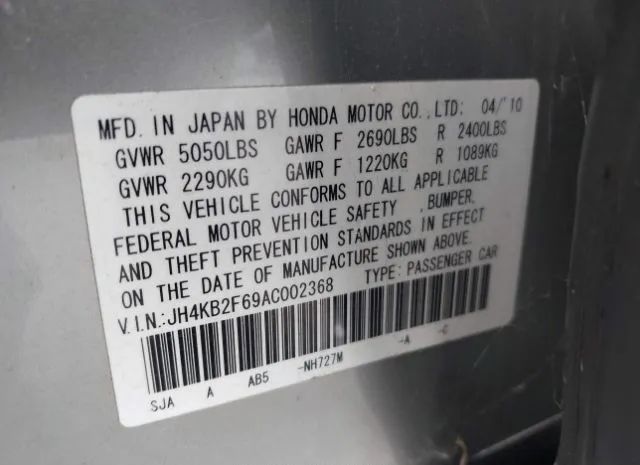 MFD. IN JAPAN BY HONDA MOTOR CO.,LTD: 04/'10
GVWR 5050LBS GAWR F 2690LBS R 2400LBS
GVWR 2290KG GAWR F 1220KG R 1089KG
THIS VEHICLE CONFORMS TO ALL APPLICABLE
FEDERAL MOTOR VEHICLE SAFETY , BUMPER,
AND THEFT PREVENTION STANDARDS IN EFFECT
ON THE DATE OF MANUFACTURE SHOWN ABOVE.
V.I.N.:JH4KB2F69AC002368 TYPE: PASSENGER CAR
SJA A AB5 -NH727M -A -C